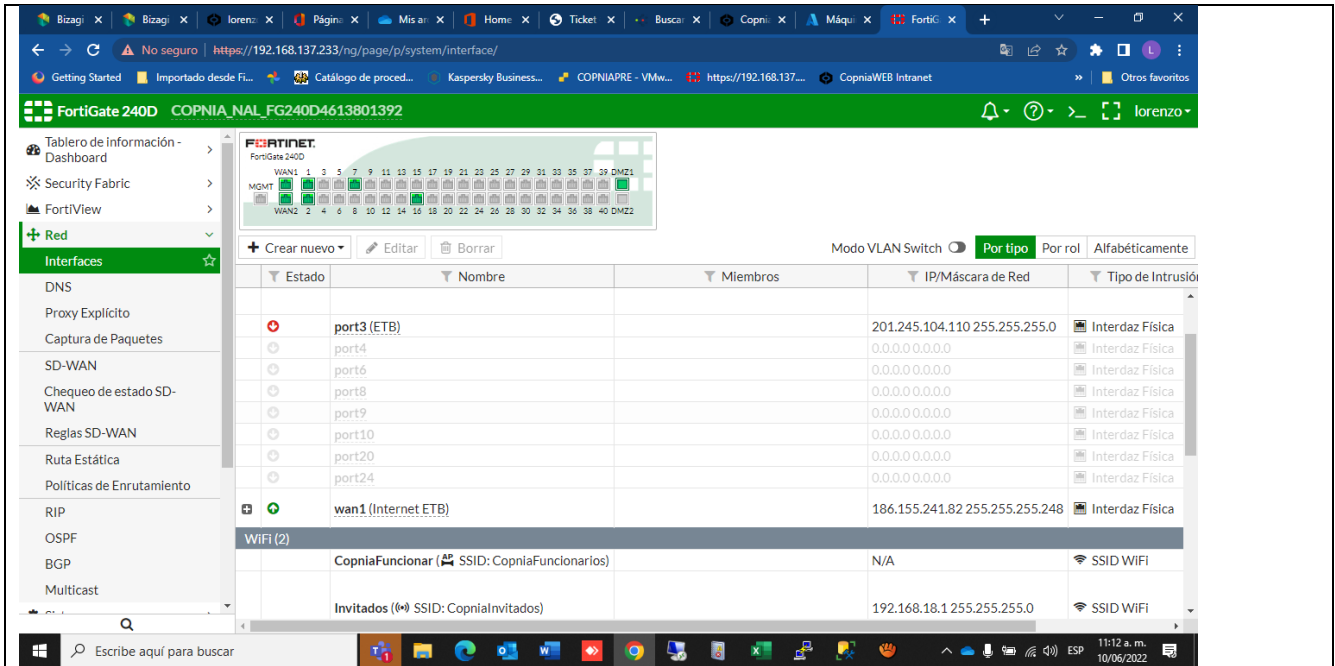 Bizagi
Bizagi
lorenz
Página
Mis ar
Home
Ticket
Buscar
Copnia
Máqui
FortiG
No seguro | https://192.168.137.233/ng/page/p/system/interface/
L
Getting Started
Importado desde Fi...
Catálogo de proced...
Kaspersky Business...
COPNIAPRE - VMw...
https://192.168.137....
CopniaWEB Intranet
»
Otros favoritos
FortiGate 240D COPNIA_NAL_FG240D4613801392
lorenzo
Tablero de información - Dashboard
Security Fabric
FortiView
Red
Interfaces
DNS
Proxy Explícito
Captura de Paquetes
SD-WAN
Chequeo de estado SD-WAN
Reglas SD-WAN
Ruta Estática
Políticas de Enrutamiento
RIP
OSPF
BGP
Multicast
FORTINET.
FortiGate 240D
WAN1 1 3 5 7 9 11 13 15 17 19 21 23 25 27 29 31 33 35 37 39 DMZ1
MGMT
WAN2 2 4 6 8 10 12 14 16 18 20 22 24 26 28 30 32 34 36 38 40 DMZ2
Crear nuevo Editar Borrar Modo VLAN Switch Por tipo Por rol Alfabéticamente
Estado Nombre Miembros IP/Máscara de Red Tipo de Intrusión
port3 (ETB) 201.245.104.110 255.255.255.0 Interdaz Física
port4 0.0.0.0 0.0.0.0 Interdaz Física
port6 0.0.0.0 0.0.0.0 Interdaz Física
port8 0.0.0.0 0.0.0.0 Interdaz Física
port9 0.0.0.0 0.0.0.0 Interdaz Física
port10 0.0.0.0 0.0.0.0 Interdaz Física
port20 0.0.0.0 0.0.0.0 Interdaz Física
port24 0.0.0.0 0.0.0.0 Interdaz Física
wan1 (Internet ETB) 186.155.241.82 255.255.255.248 Interdaz Física
WiFi (2)
CopniaFuncionar (AP SSID: CopniaFuncionarios) N/A SSID WiFi
Invitados (SSID: CopniaInvitados) 192.168.18.1 255.255.255.0 SSID WiFi
Escribe aquí para buscar
ESP
11:12 a. m.
10/06/2022